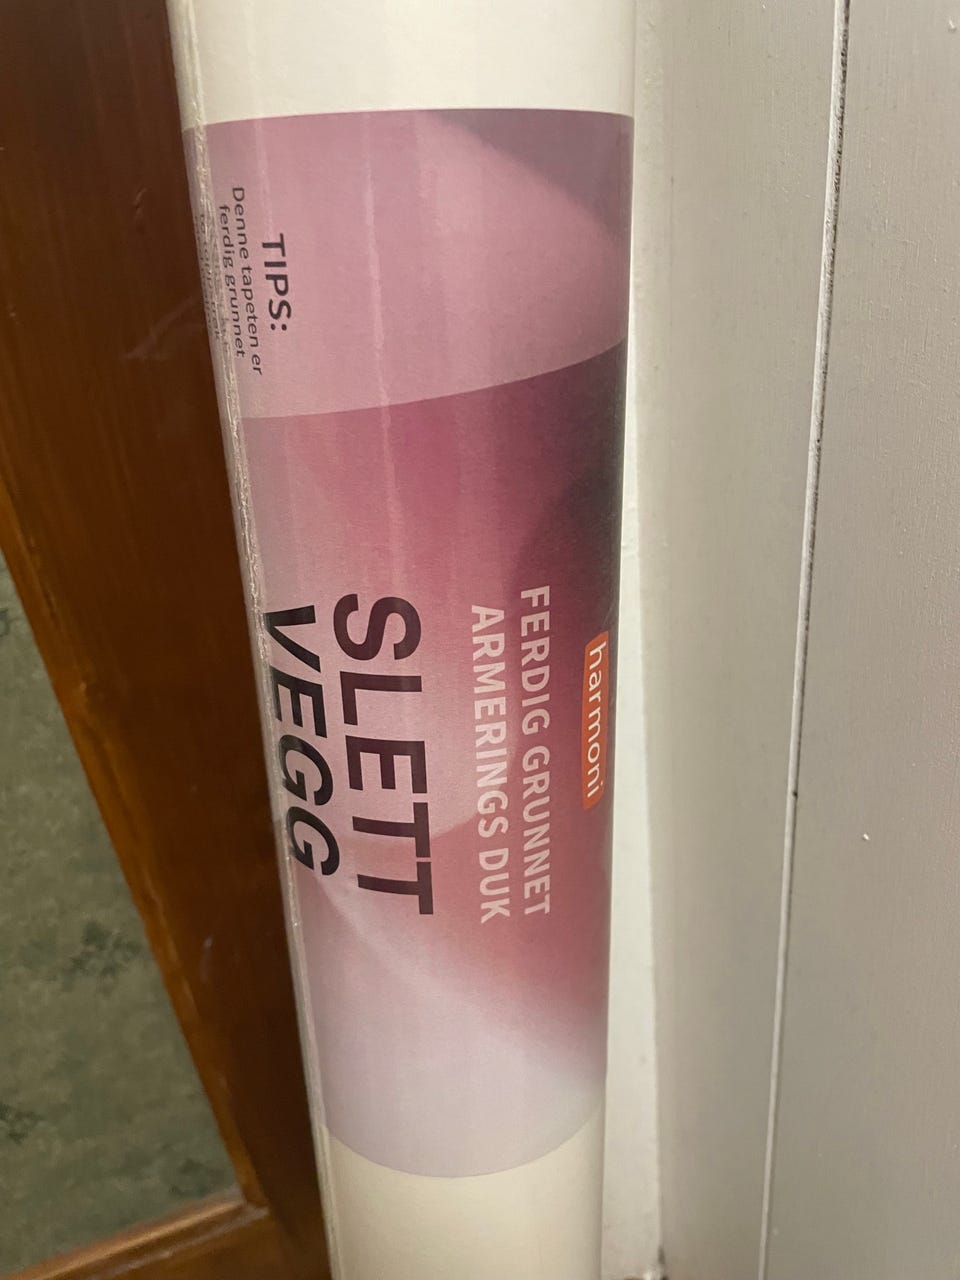 harmoni
FERDIG GRUNNET
ARMERINGS DUK
SLETT
VEGG
TIPS:
Denne tapeten er
ferdig grunnet